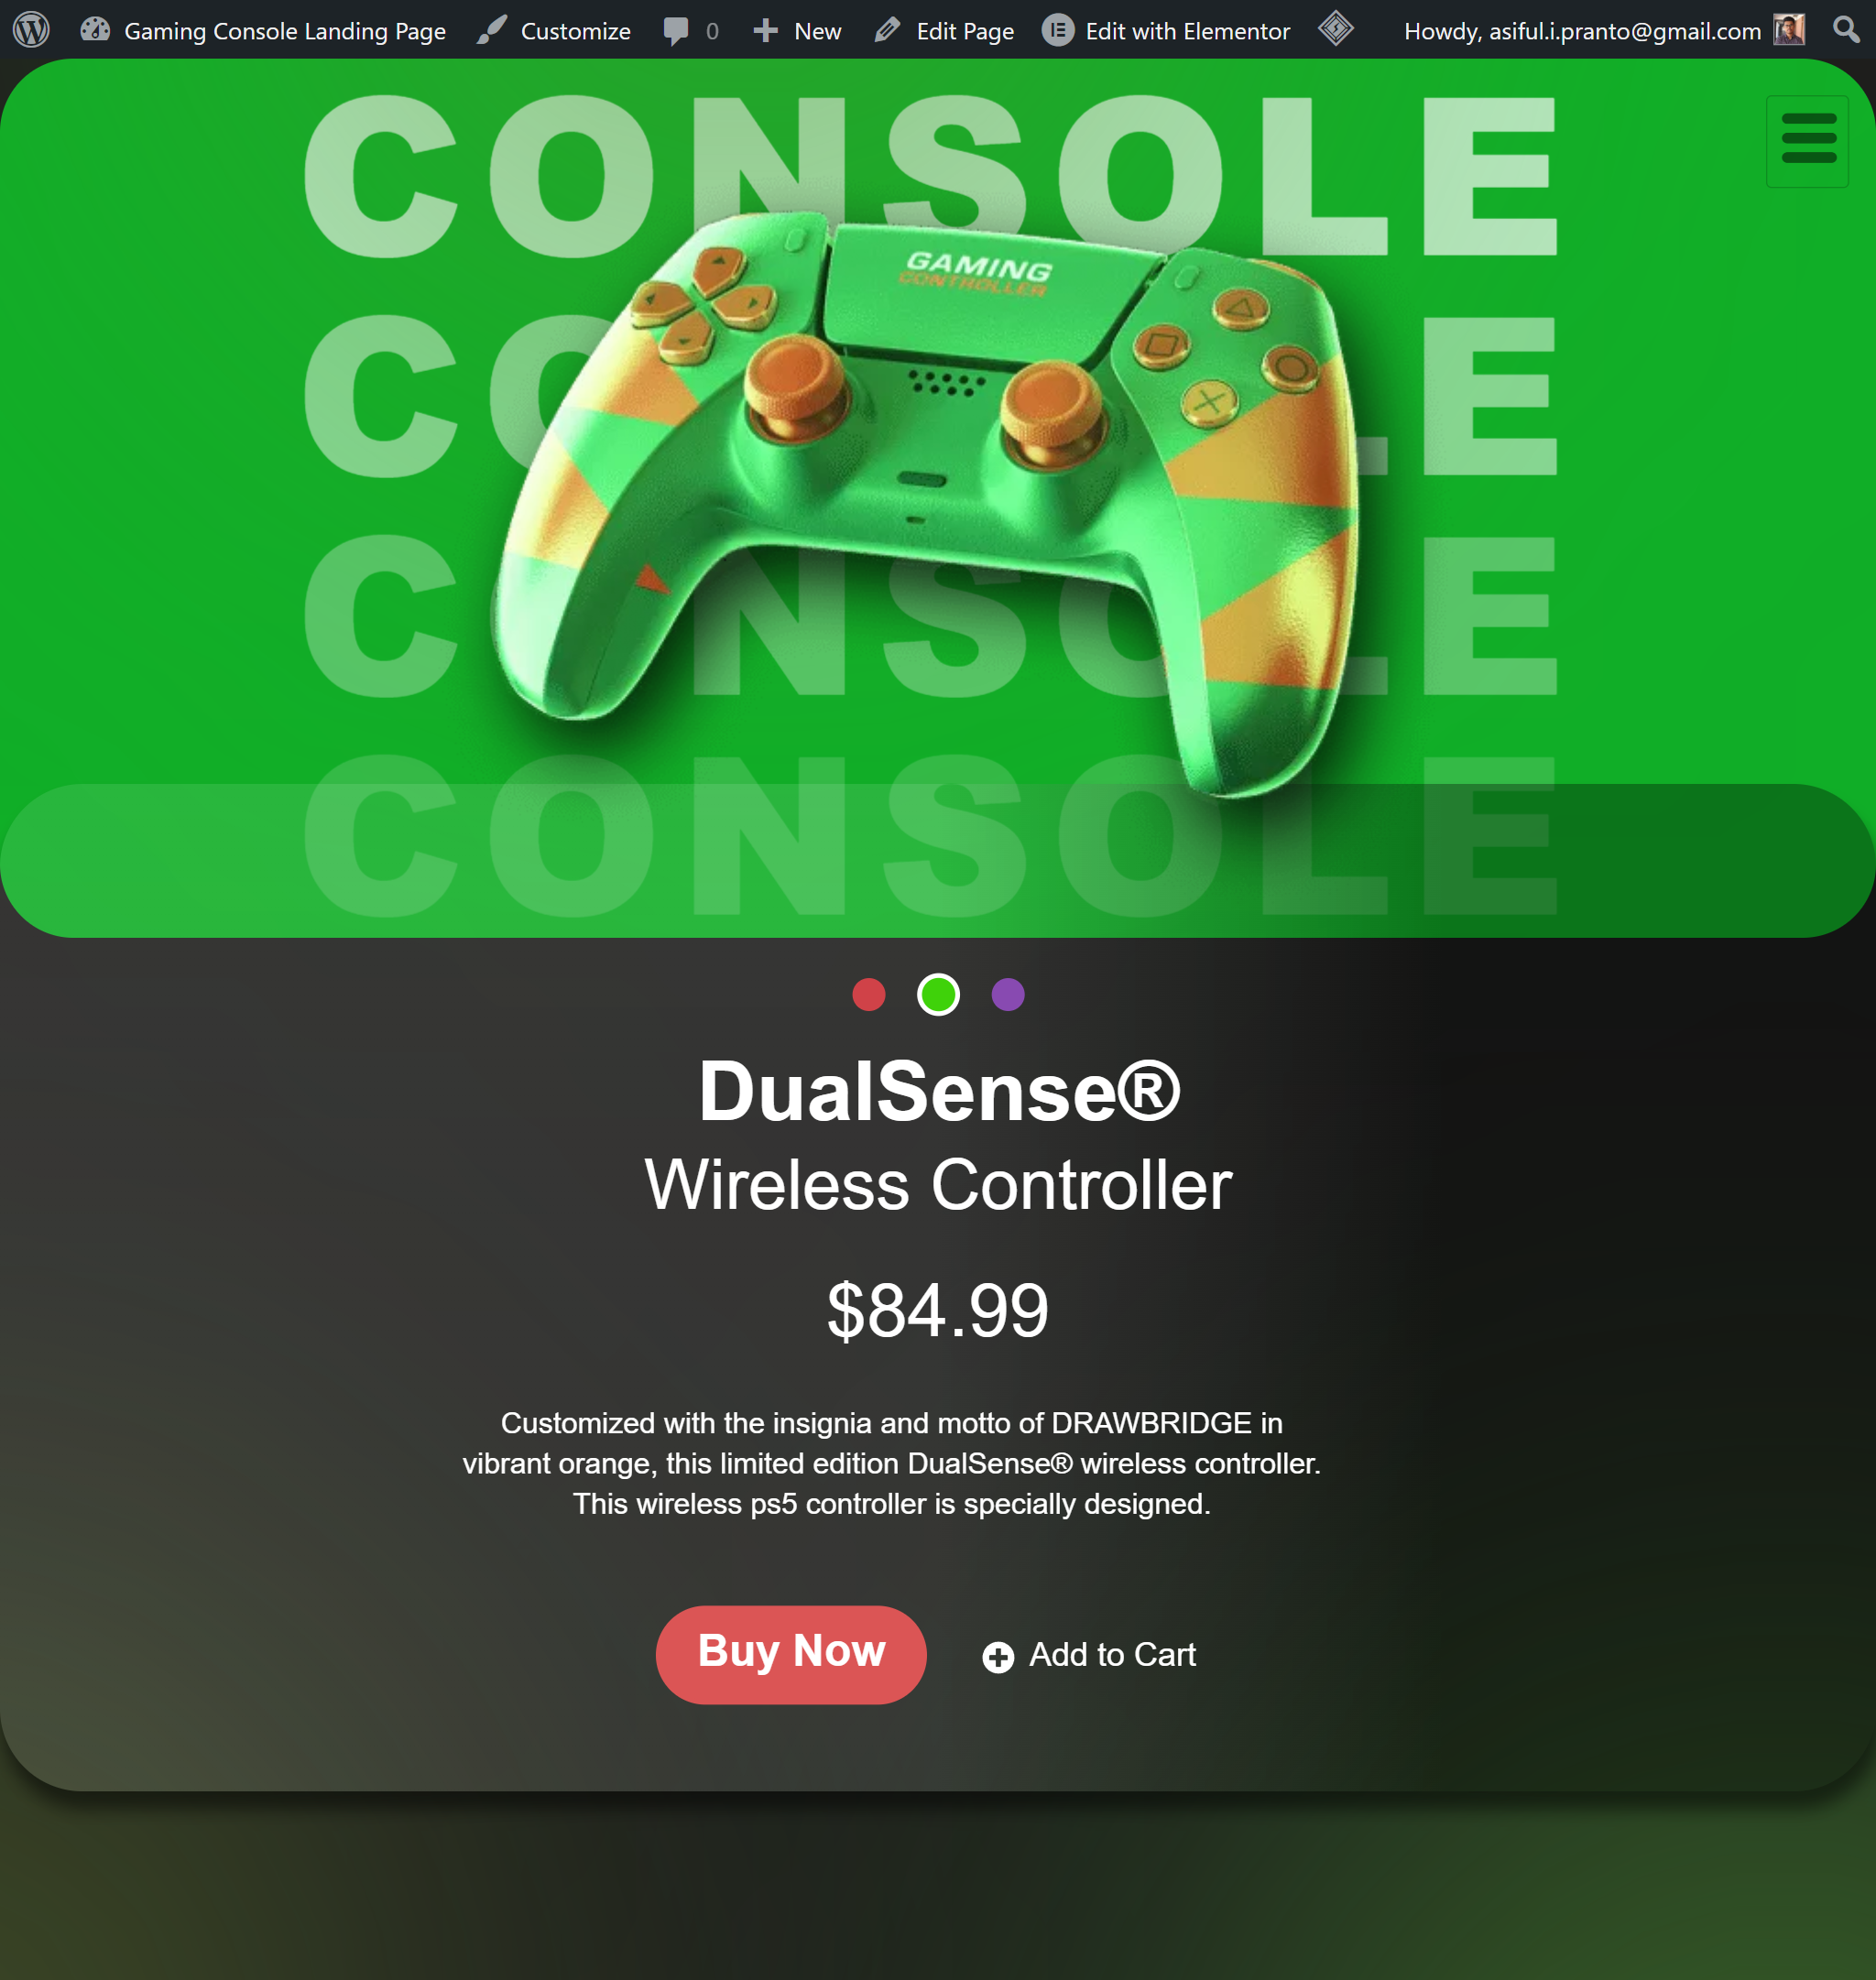 Gaming Console Landing Page Customize 0 New Edit Page Edit with Elementor Howdy, asiful.i.pranto@gmail.com
CONSOLE
GAMING
CONTROLLER
CONSOLE
CONSOLE
CONSOLE
DualSense®
Wireless Controller
$84.99
Customized with the insignia and motto of DRAWBRIDGE in
vibrant orange, this limited edition DualSense® wireless controller.
This wireless ps5 controller is specially designed.
Buy Now
Add to Cart